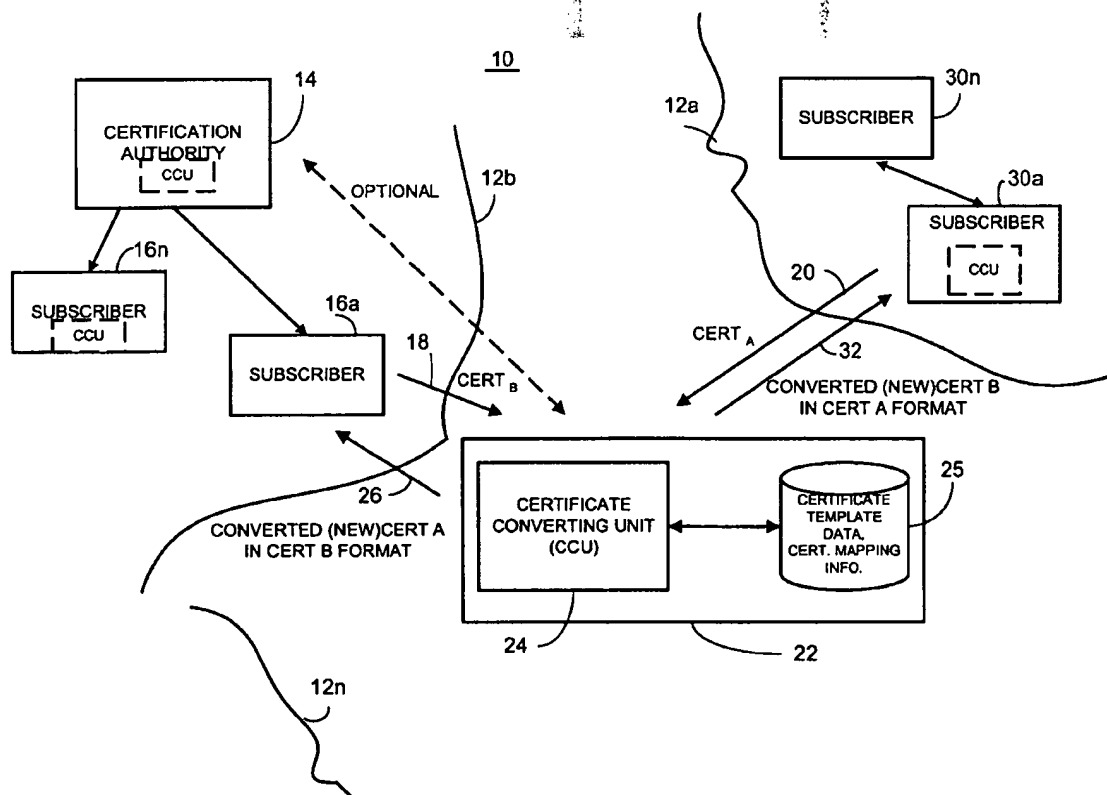 10
14
CERTIFICATION
AUTHORITY
CCU
OPTIONAL
12b
12a
30n
SUBSCRIBER
30a
SUBSCRIBER
CCU
16n
SUBSCRIBER
CCU
16a
SUBSCRIBER
18
CERT B
20
CERT A
32
CONVERTED (NEW)CERT B
IN CERT A FORMAT
26
CONVERTED (NEW)CERT A
IN CERT B FORMAT
CERTIFICATE
CONVERTING UNIT
(CCU)
CERTIFICATE
TEMPLATE
DATA,
CERT. MAPPING
INFO.
25
24
22
12n